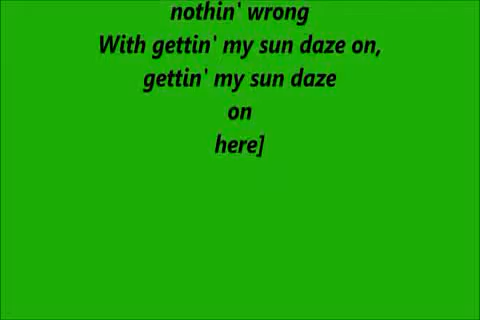 nothin' wrong
With gettin' my sun daze on,
gettin' my sun daze
on
here]